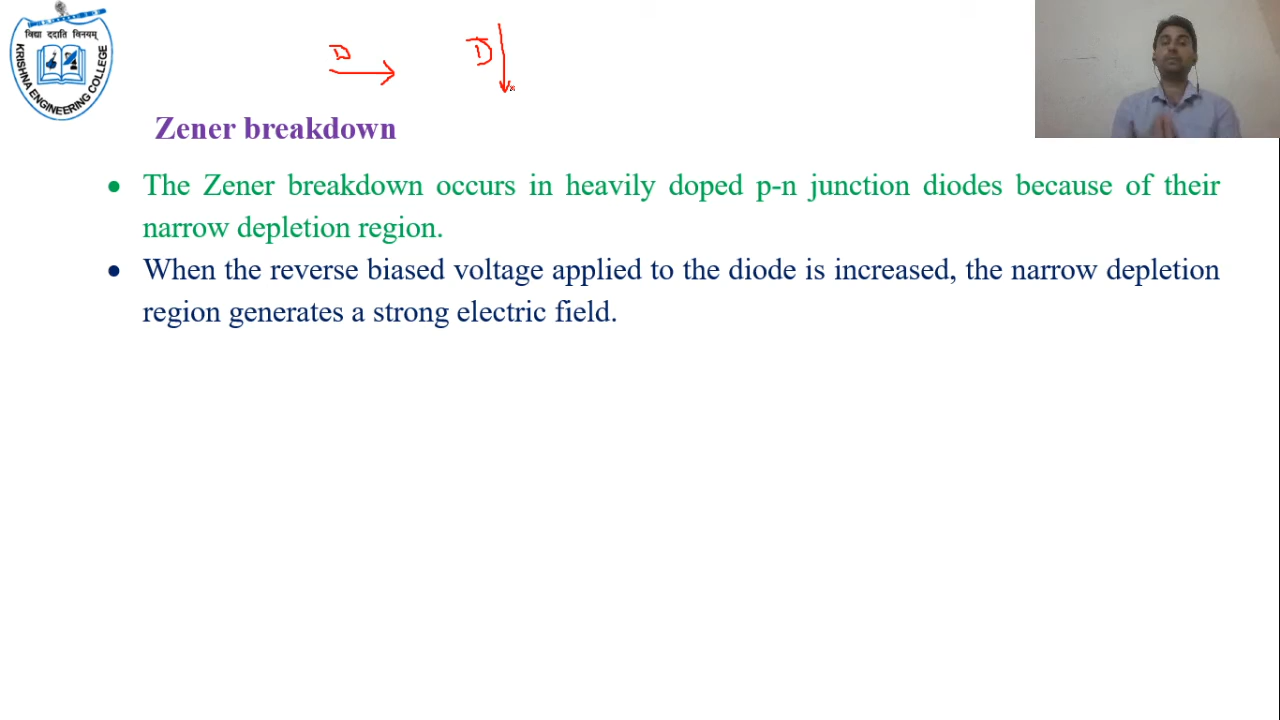 विद्या ददाति विनयम्
KRISHNA ENGINEERING COLLEGE
D
D
Zener breakdown
• The Zener breakdown occurs in heavily doped p-n junction diodes because of their
narrow depletion region.
• When the reverse biased voltage applied to the diode is increased, the narrow depletion
region generates a strong electric field.